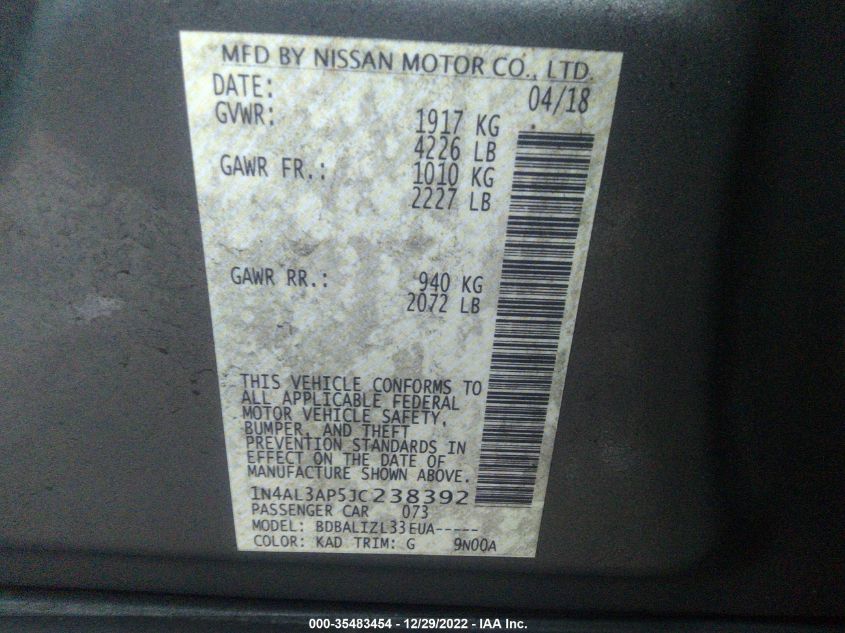 MFD BY NISSAN MOTOR CO., LTD.
DATE: 04/18
GVWR: 1917 KG
4226 LB
GAWR FR.: 1010 KG
2227 LB
GAWR RR.: 940 KG
2072 LB
THIS VEHICLE CONFORMS TO
ALL APPLICABLE FEDERAL
MOTOR VEHICLE SAFETY,
BUMPER, AND THEFT
PREVENTION STANDARDS IN
EFFECT ON THE DATE OF
MANUFACTURE SHOWN ABOVE.
1N4AL3AP5JC238392
PASSENGER CAR 073
MODEL: BDBALIZL33EUA-----
COLOR: KAD TRIM: G 9N00A
000-35483454 - 12/29/2022 - IAA Inc.